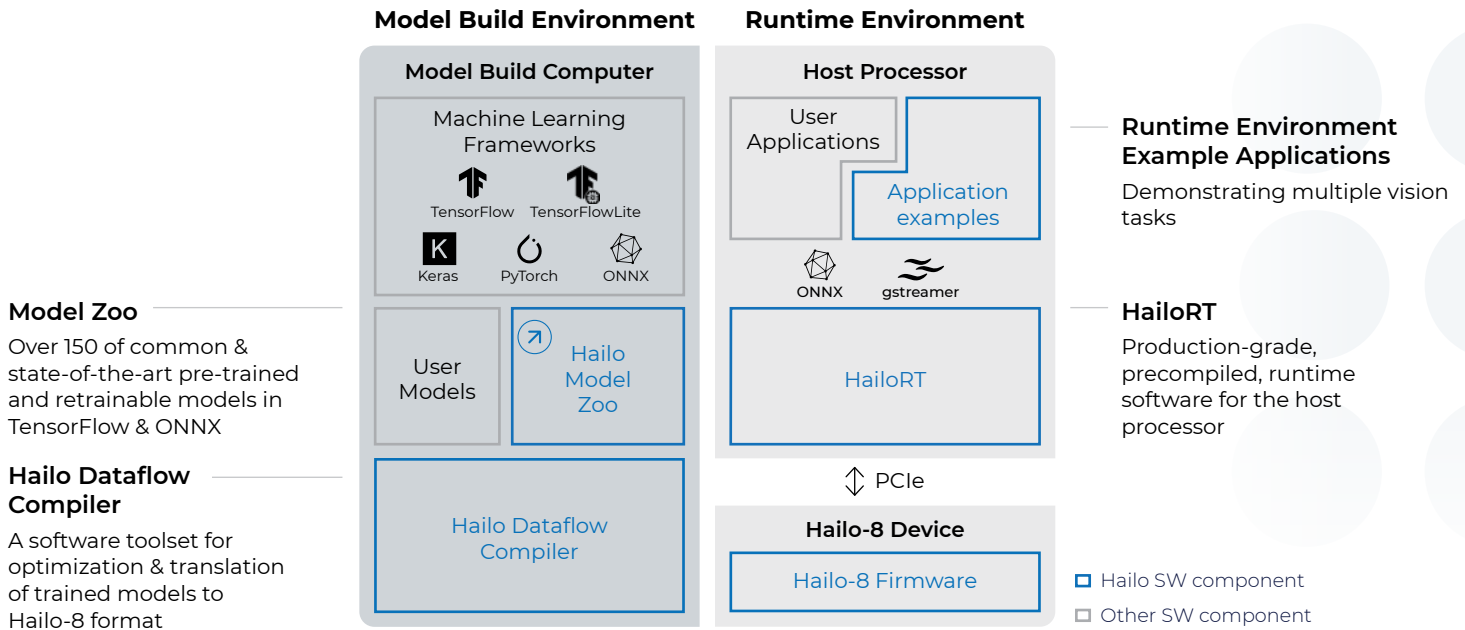 Model Build Environment
Runtime Environment
Model Build Computer
Machine Learning
Frameworks
TensorFlow
TensorFlowLite
K
Keras
PyTorch
ONNX
User
Models
Hailo
Model
Zoo
Hailo Dataflow
Compiler
Host Processor
User
Applications
Application
examples
ONNX
gstreamer
HailoRT
PCIe
Hailo-8 Device
Hailo-8 Firmware
Model Zoo
Over 150 of common &
state-of-the-art pre-trained
and retrainable models in
TensorFlow & ONNX
Hailo Dataflow
Compiler
A software toolset for
optimization & translation
of trained models to
Hailo-8 format
Runtime Environment
Example Applications
Demonstrating multiple vision
tasks
HailoRT
Production-grade,
precompiled, runtime
software for the host
processor
Hailo SW component
Other SW component